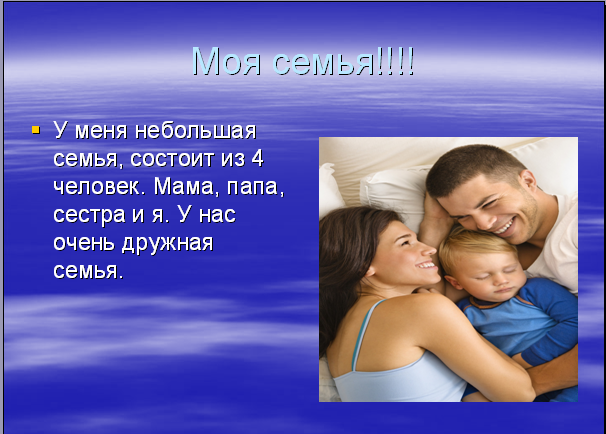 Моя семья!!!!
У меня небольшая
семья, состоит из 4
человек. Мама, папа,
сестра и я. У нас
очень дружная
семья.